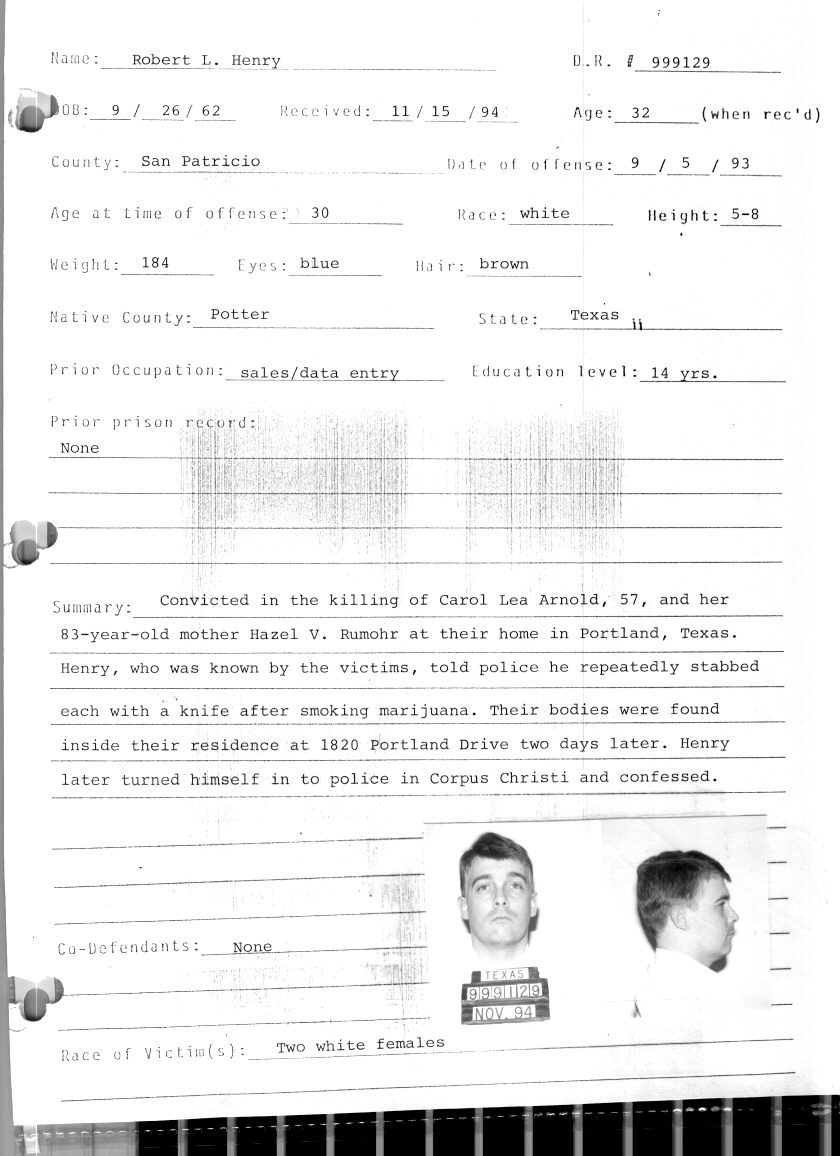 Name: Robert L. Henry D.R. # 999129
DOB: 9 / 26 / 62 Received: 11 / 15 / 94 Age: 32 (when rec'd)
County: San Patricio Date of offense: 9 / 5 / 93
Age at time of offense: 30 Race: white Height: 5-8
Weight: 184 Eyes: blue Hair: brown
Native County: Potter State: Texas
Prior Occupation: sales/data entry Education level: 14 yrs.
Prior prison record:
None
Summary: Convicted in the killing of Carol Lea Arnold, 57, and her
83-year-old mother Hazel V. Rumohr at their home in Portland, Texas.
Henry, who was known by the victims, told police he repeatedly stabbed
each with a knife after smoking marijuana. Their bodies were found
inside their residence at 1820 Portland Drive two days later. Henry
later turned himself in to police in Corpus Christi and confessed.
Co-Defendants: None
TEXAS
999129
NOV. 94
Race of Victim(s): Two white females